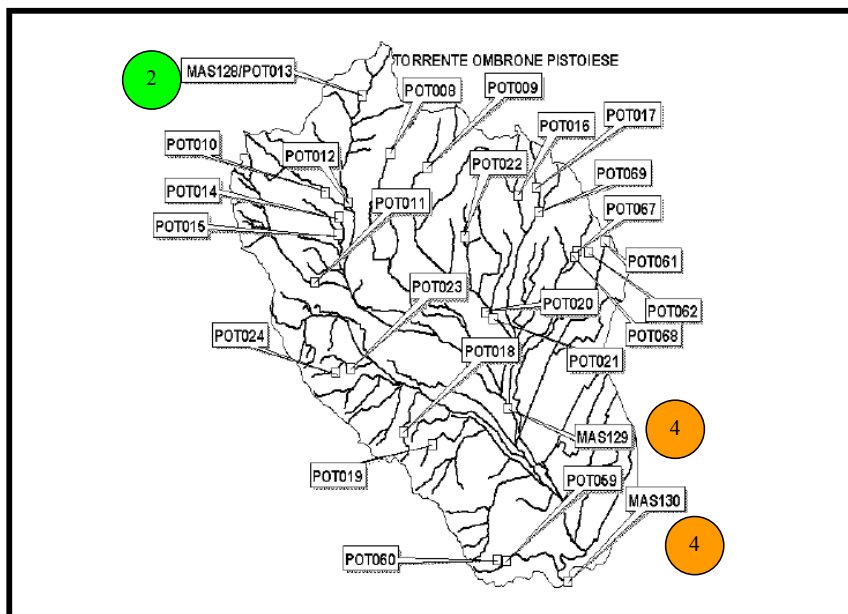 TORRENTE OMBRONE PISTOIESE
2
MAS128/POT013
POT008
POT009
POT016
POT017
POT010
POT012
POT022
POT069
POT014
POT011
POT067
POT015
POT061
POT023
POT020
POT062
POT024
POT018
POT068
POT021
MAS129
4
POT019
POT059
MAS130
POT060
4